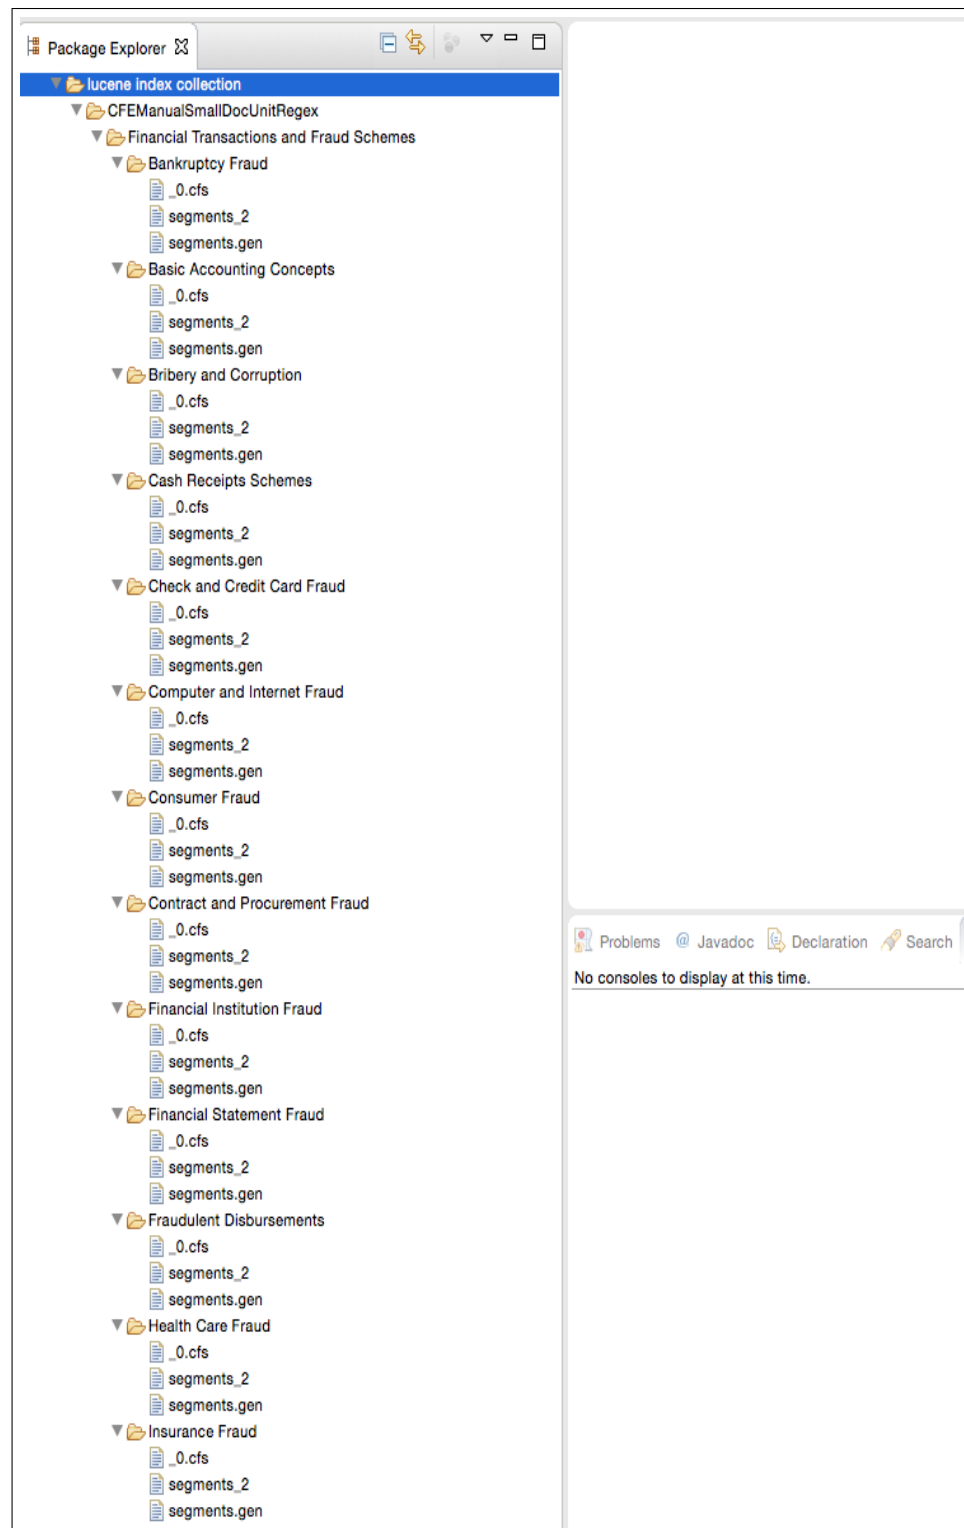 Package Explorer
lucene index collection
CFEManualSmallDocUnitRegex
Financial Transactions and Fraud Schemes
Bankruptcy Fraud
_0.cfs
segments_2
segments.gen
Basic Accounting Concepts
_0.cfs
segments_2
segments.gen
Bribery and Corruption
_0.cfs
segments_2
segments.gen
Cash Receipts Schemes
_0.cfs
segments_2
segments.gen
Check and Credit Card Fraud
_0.cfs
segments_2
segments.gen
Computer and Internet Fraud
_0.cfs
segments_2
segments.gen
Consumer Fraud
_0.cfs
segments_2
segments.gen
Contract and Procurement Fraud
_0.cfs
segments_2
segments.gen
Financial Institution Fraud
_0.cfs
segments_2
segments.gen
Financial Statement Fraud
_0.cfs
segments_2
segments.gen
Fraudulent Disbursements
_0.cfs
segments_2
segments.gen
Health Care Fraud
_0.cfs
segments_2
segments.gen
Insurance Fraud
_0.cfs
segments_2
segments.gen
Problems @ Javadoc Declaration Search
No consoles to display at this time.